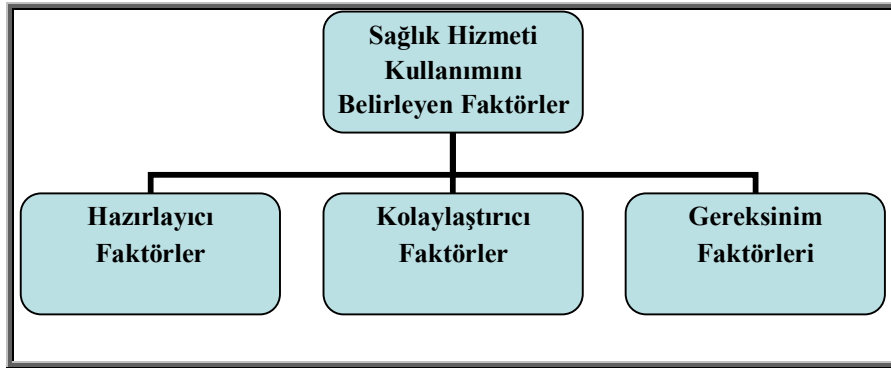 Sağlık Hizmeti
Kullanımını
Belirleyen Faktörler
Hazırlayıcı
Faktörler
Kolaylaştırıcı
Faktörler
Gereksinim
Faktörleri